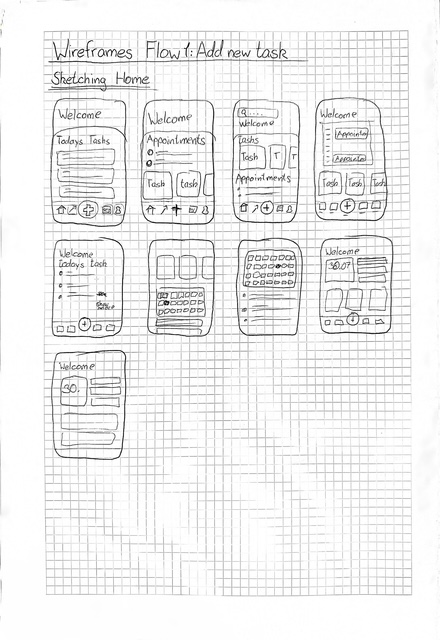 Wireframes Flow 1: Add new task
Sketching Home
Welcome
Todays Tasks
Welcome
Appointments
Task Task
Welcome
Tasks
Task T T
Appointments
Welcome
Appointm
Appointm
Task Task Task
Welcome
Todays task
Welcome
30.07
Welcome
30.